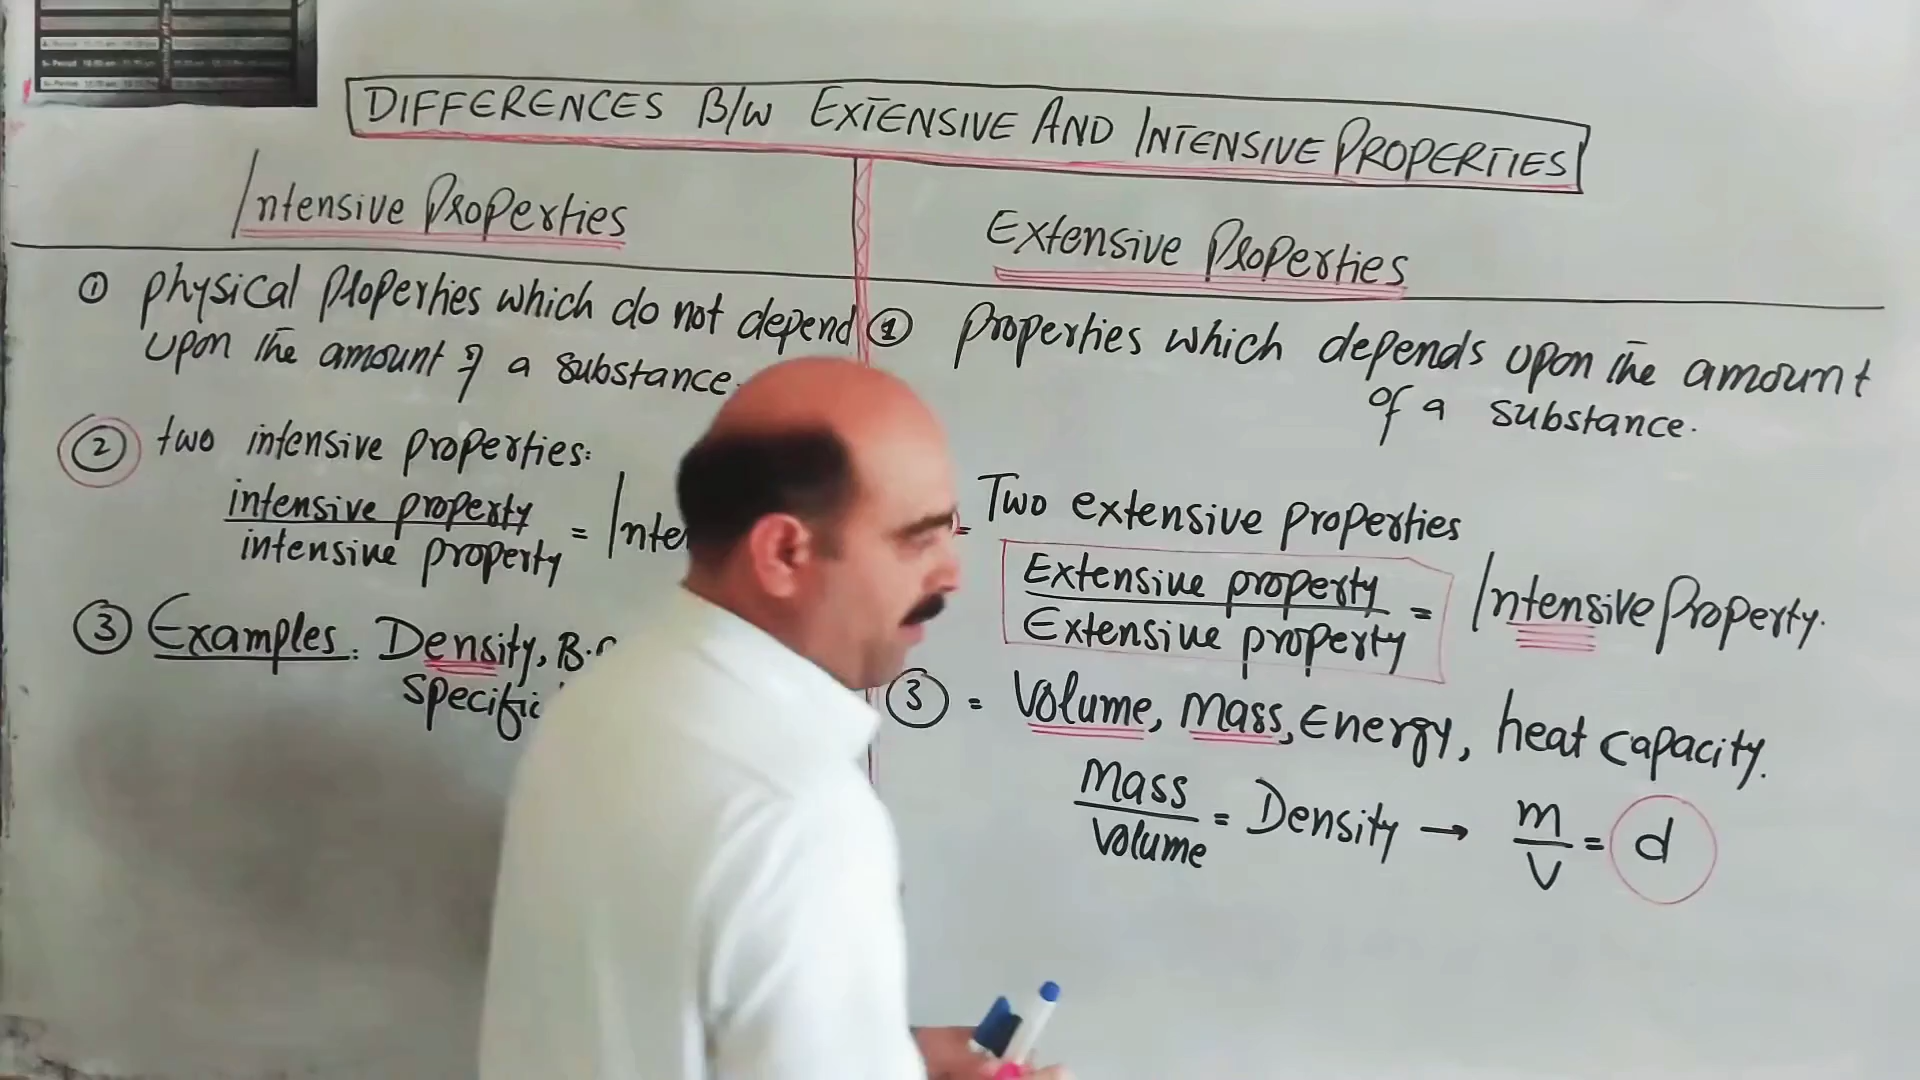 DIFFERENCES B/W EXTENSIVE AND INTENSIVE PROPERTIES
Intensive Properties
① physical properties which do not depend
upon the amount of a substance.
② two intensive properties:
intensive property
intensive property
=
③ Examples: Density,
Extensive Properties
① properties which depends upon the amount
of a substance.
= Two extensive properties
Extensive property
Extensive property
= Intensive Property.
③ = Volume, Mass, Energy, heat capacity.
Mass
Volume
= Density → m
V
= d